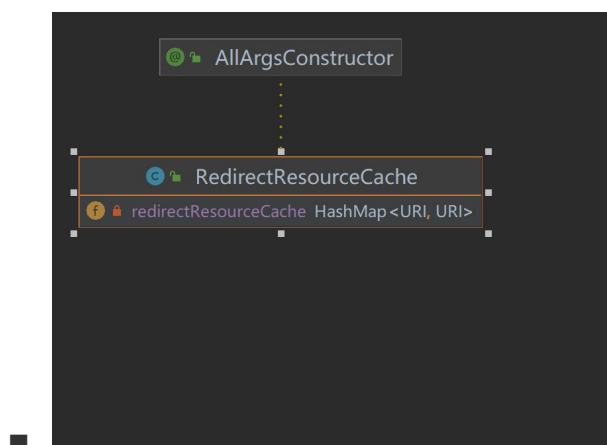 @ AllArgsConstructor
C RedirectResourceCache
f redirectResourceCache HashMap<URI, URI>